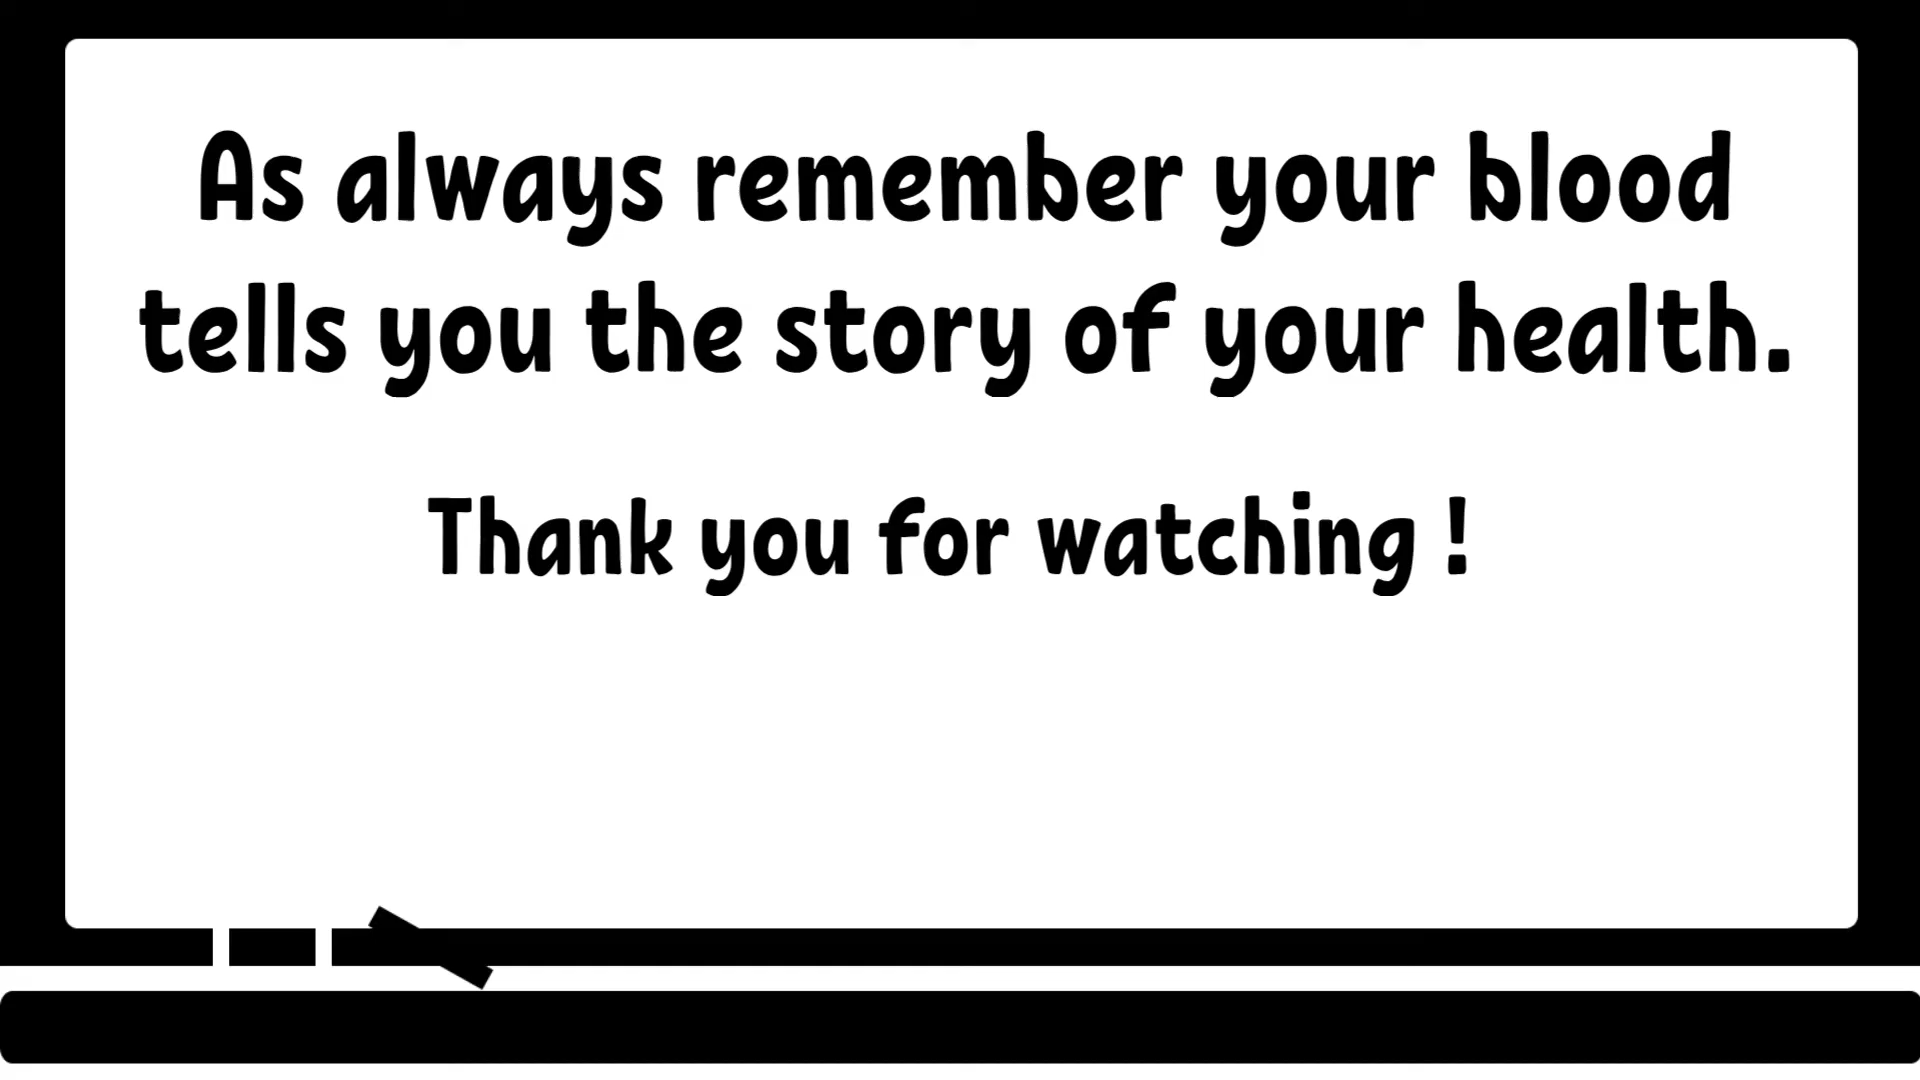 As always remember your blood
tells you the story of your health.
Thank you for watching !